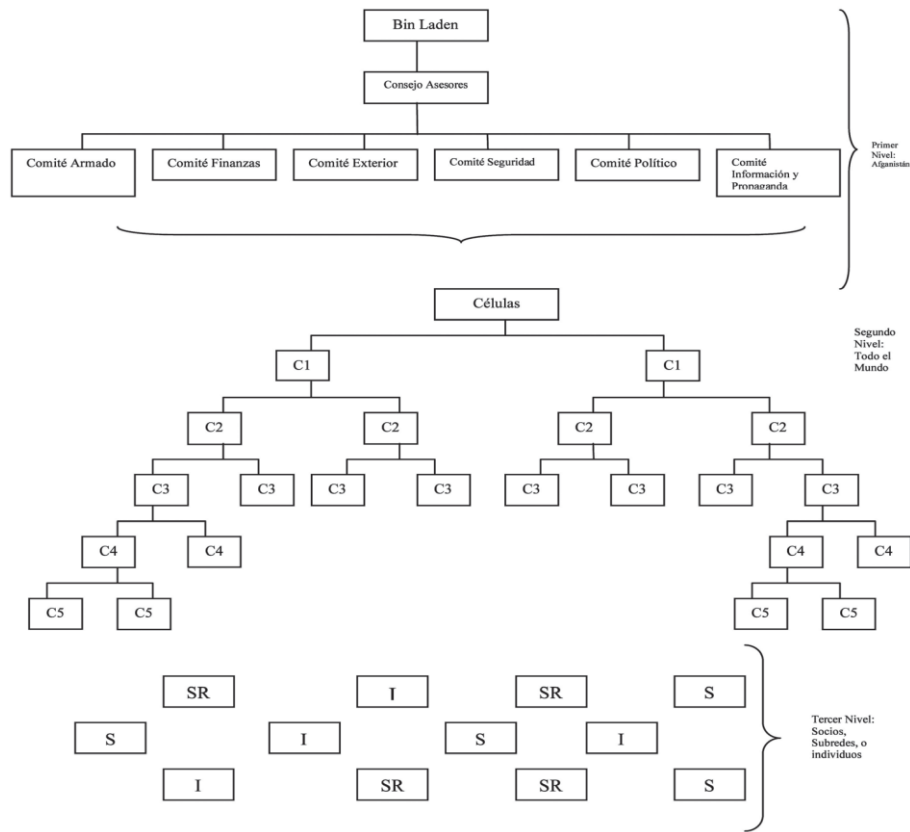 Bin Laden
Consejo Asesores
Comité Armado
Comité Finanzas
Comité Exterior
Comité Seguridad
Comité Político
Comité
Información y
Propaganda
Primer
Nivel:
Afganistán
Células
Segundo
Nivel:
Todo el
Mundo
C1
C1
C2
C2
C2
C2
C3
C3
C3
C3
C3
C3
C3
C3
C4
C4
C4
C4
C5
C5
C5
C5
SR
I
SR
S
S
I
S
I
I
SR
SR
S
Tercer Nivel:
Socios,
Subredes, o
individuos